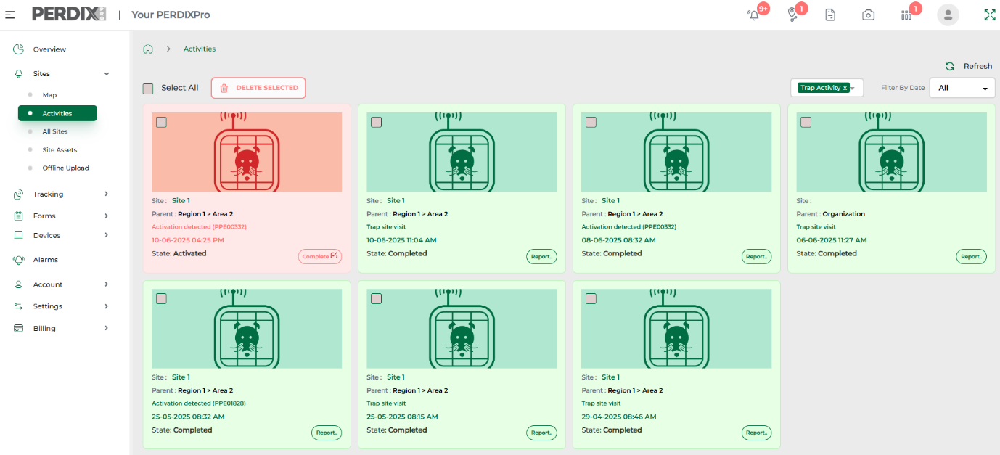 PERDIX PRO | Your PERDIXPro
9+
1
1
Overview
Sites
Map
Activities
All Sites
Site Assets
Offline Upload
Tracking
Forms
Devices
Alarms
Account
Settings
Billing
Activities
Refresh
Select All
DELETE SELECTED
Trap Activity x
Filter By Date
All
Site : Site 1
Parent : Region 1 > Area 2
Activation detected (PPE00332)
10-06-2025 04:25 PM
State: Activated
Complete
Site : Site 1
Parent : Region 1 > Area 2
Trap site visit
10-06-2025 11:04 AM
State: Completed
Report..
Site : Site 1
Parent : Region 1 > Area 2
Activation detected (PPE00332)
08-06-2025 08:32 AM
State: Completed
Report..
Site :
Parent : Organization
Trap site visit
06-06-2025 11:27 AM
State: Completed
Report..
Site : Site 1
Parent : Region 1 > Area 2
Activation detected (PPE01828)
25-05-2025 08:32 AM
State: Completed
Report..
Site : Site 1
Parent : Region 1 > Area 2
Trap site visit
25-05-2025 08:15 AM
State: Completed
Report..
Site : Site 1
Parent : Region 1 > Area 2
Trap site visit
29-04-2025 08:46 AM
State: Completed
Report..